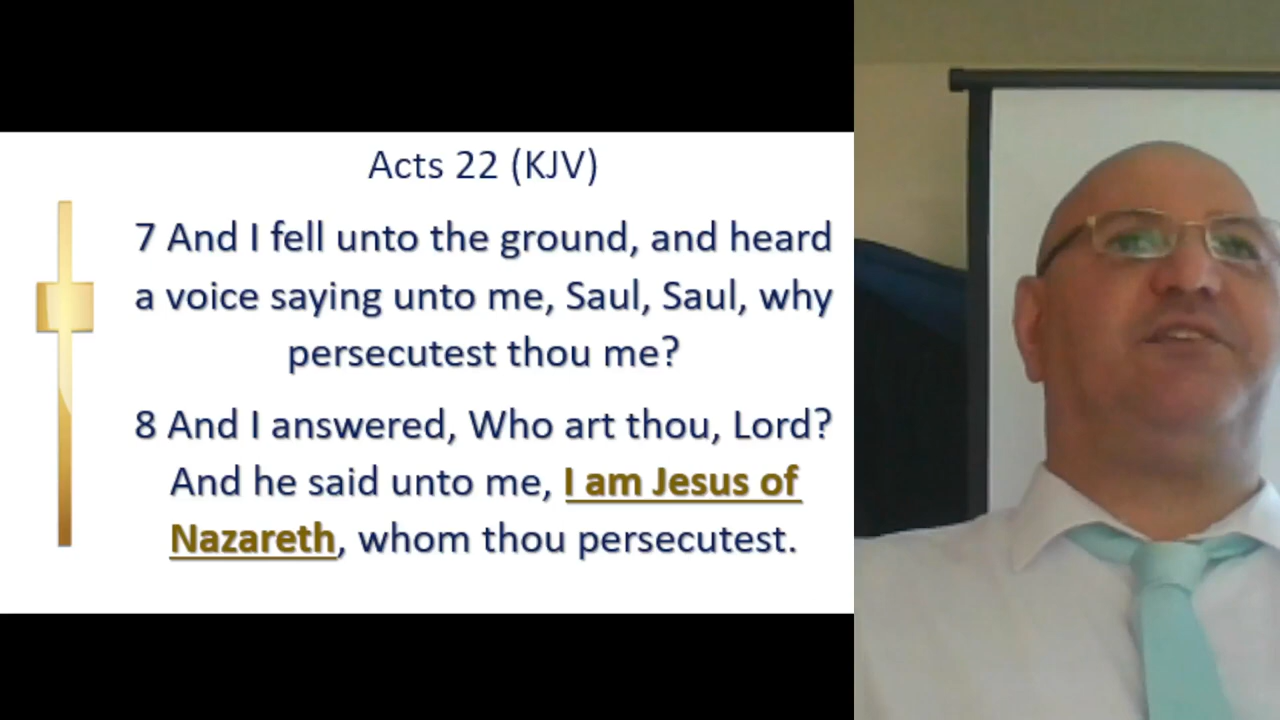 Acts 22 (KJV)
7 And I fell unto the ground, and heard
a voice saying unto me, Saul, Saul, why
persecutest thou me?
8 And I answered, Who art thou, Lord?
And he said unto me, I am Jesus of
Nazareth, whom thou persecutest.